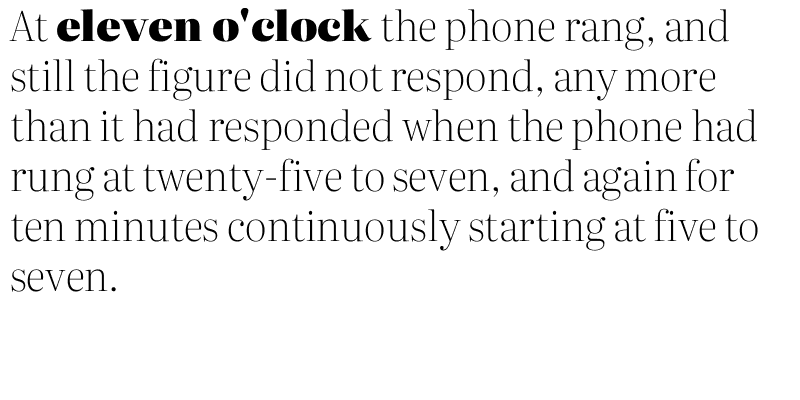 At eleven o'clock the phone rang, and
still the figure did not respond, any more
than it had responded when the phone had
rung at twenty-five to seven, and again for
ten minutes continuously starting at five to
seven.